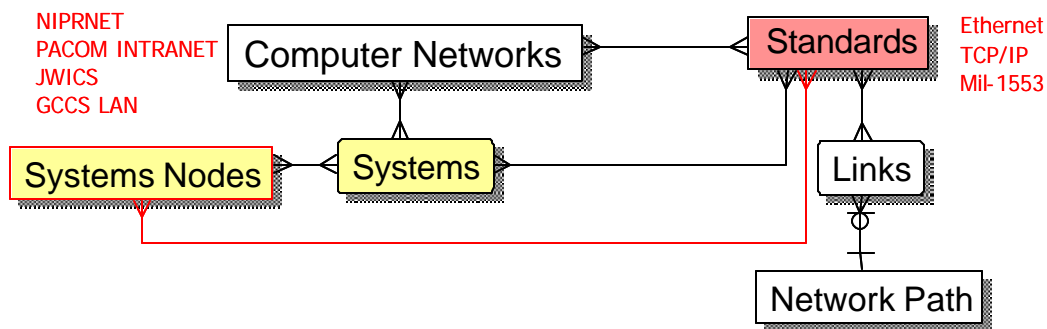 NIPRNET
PACOM INTRANET
JWICS
GCCS LAN
Computer Networks
Standards
Ethernet
TCP/IP
Mil-1553
Systems Nodes
Systems
Links
Network Path